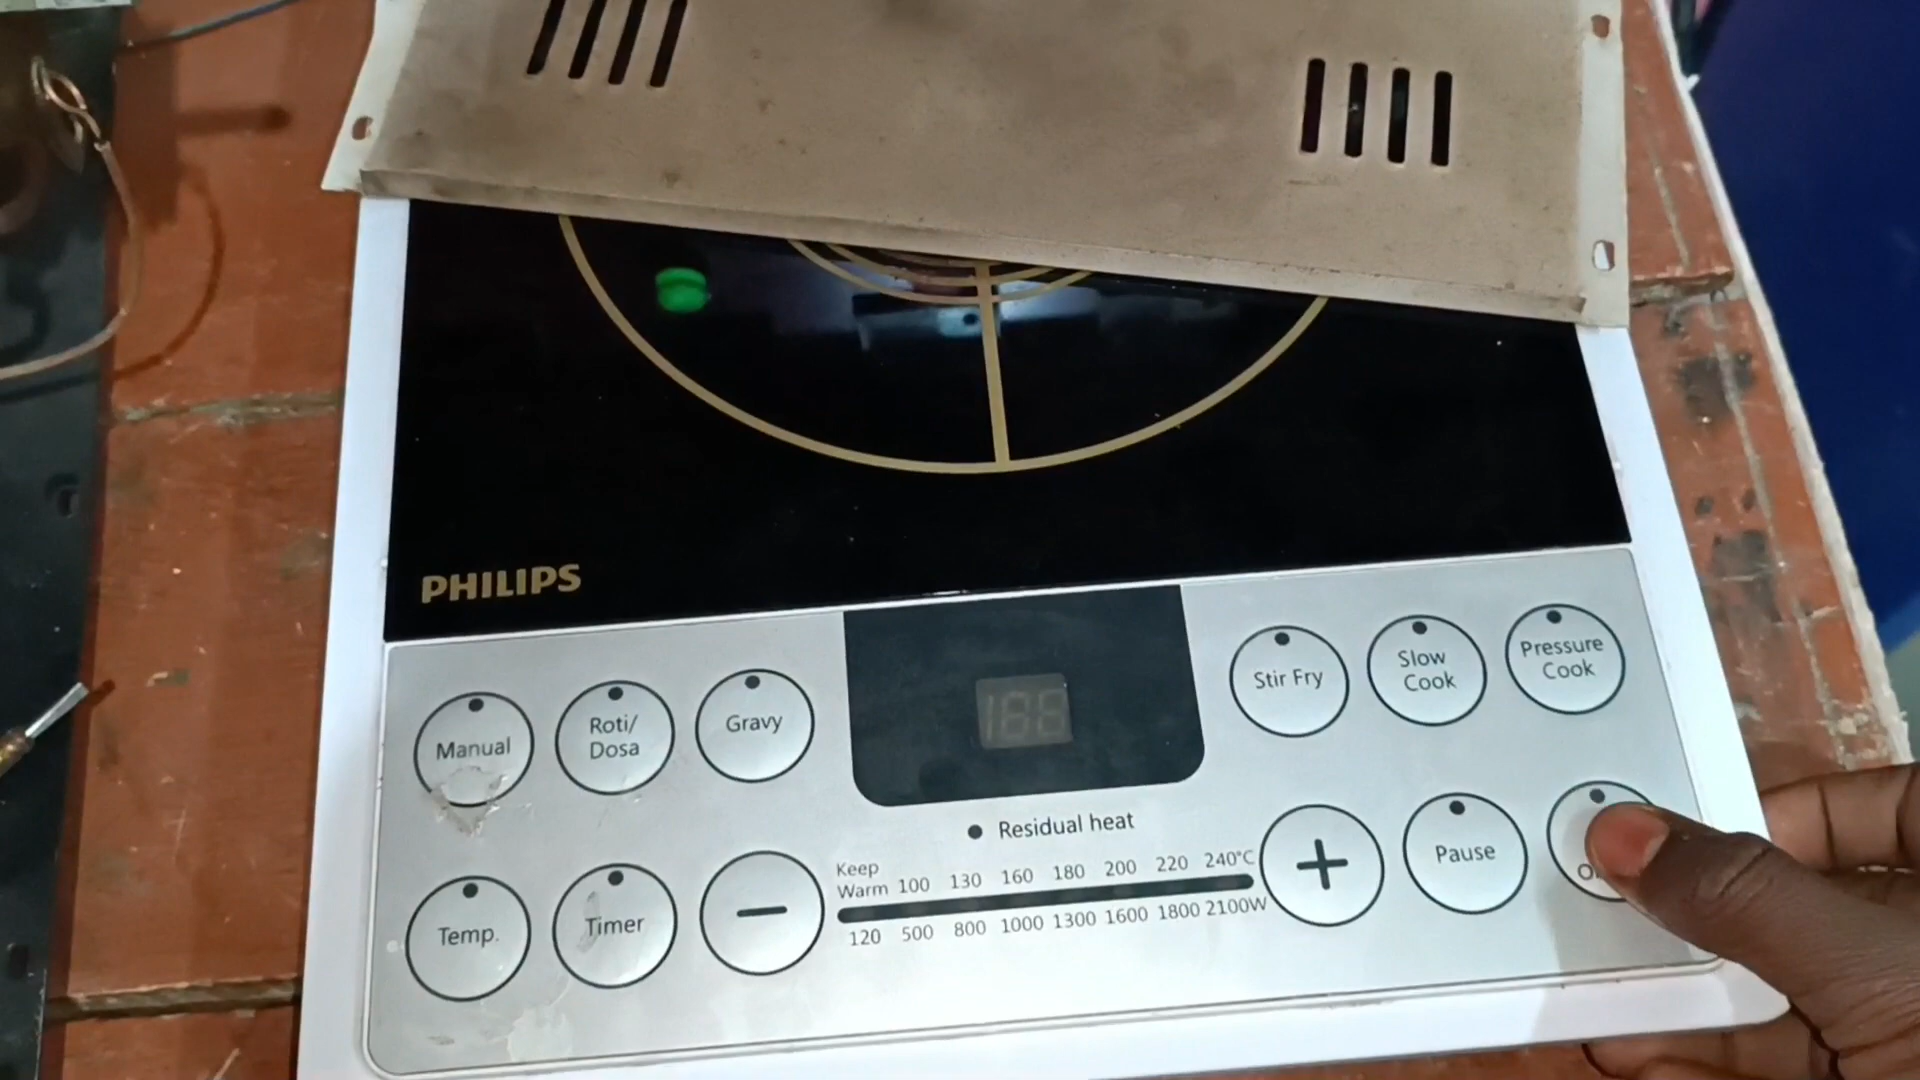 PHILIPS
Manual
Roti/
Dosa
Gravy
Stir Fry
Slow
Cook
Pressure
Cook
Residual heat
Keep
Warm 100 130 160 180 200 220 240°C
120 500 800 1000 1300 1600 1800 2100W
Temp.
Timer
−
+
Pause